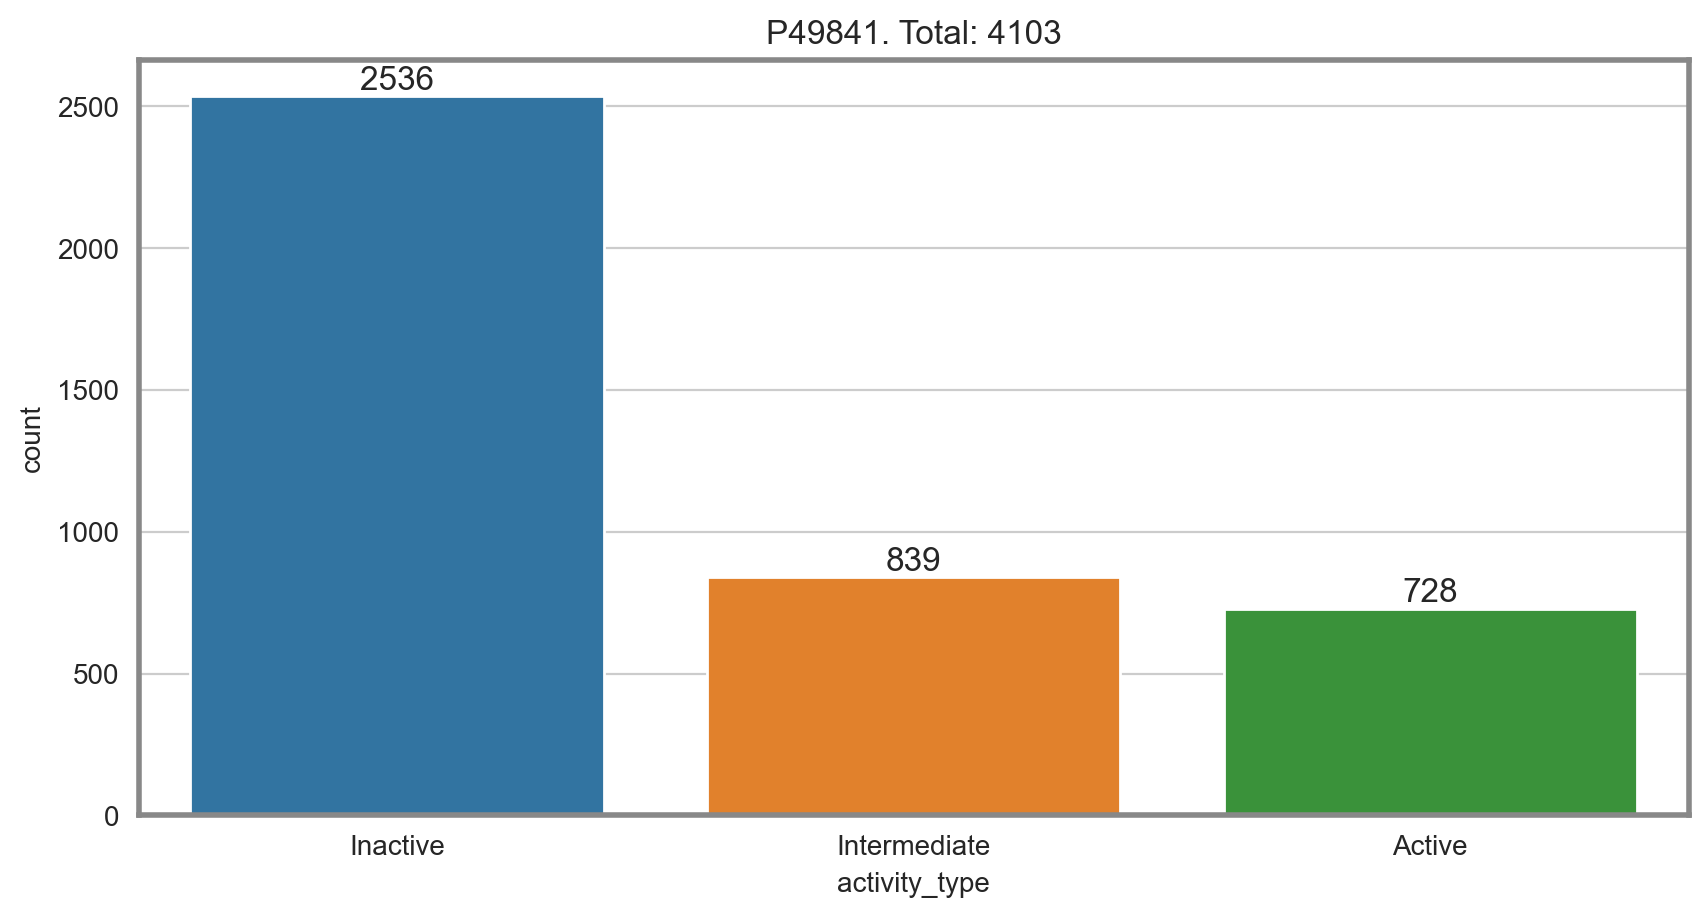 P49841. Total: 4103
2536
2500
2000
1500
1000
839
728
500
0
count
Inactive
Intermediate
Active
activity_type